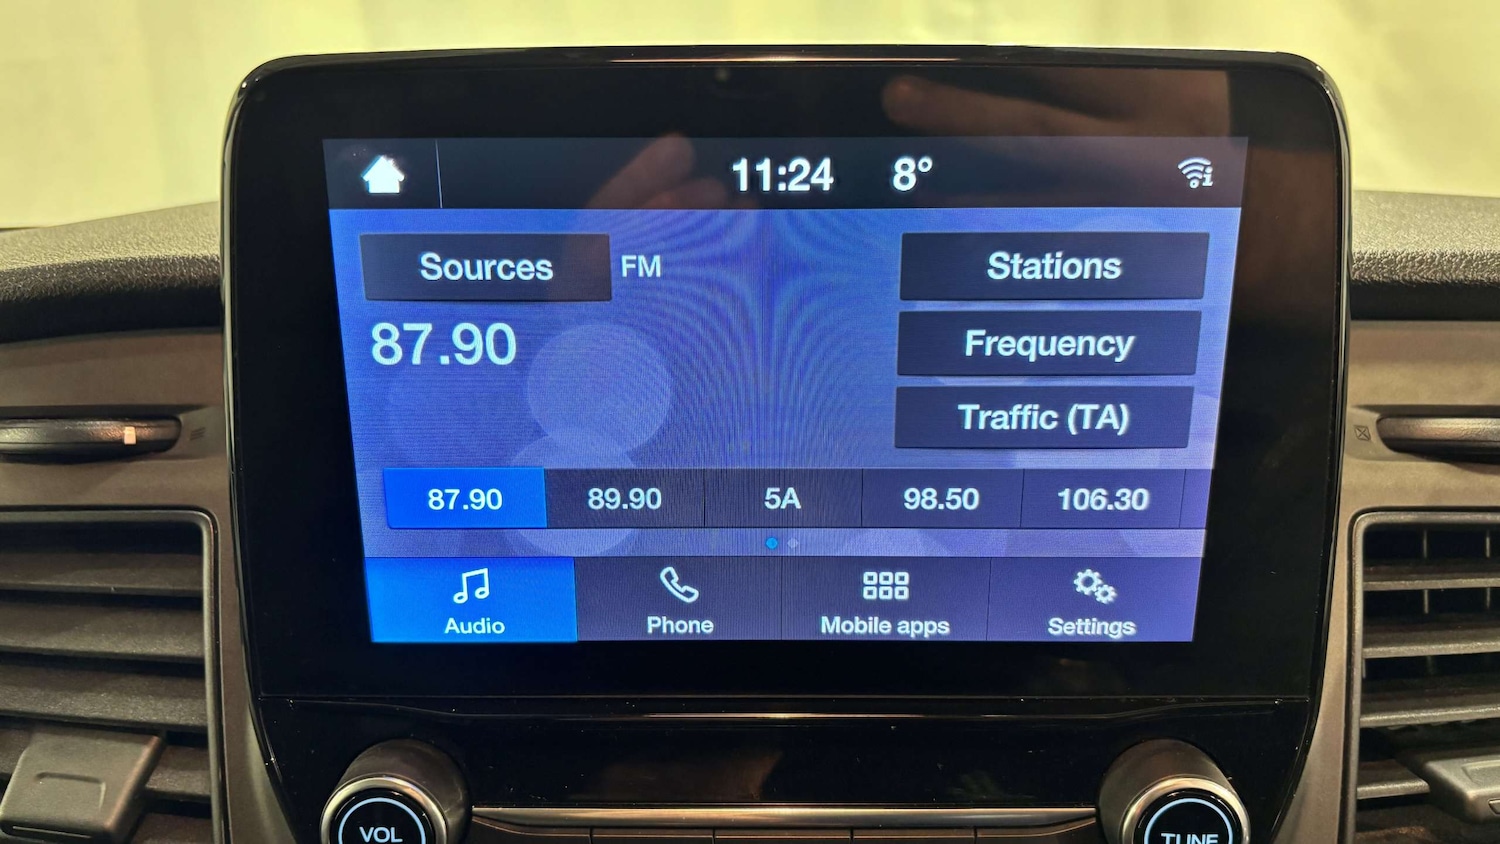 11:24 8°
Sources FM
Stations
87.90
Frequency
Traffic (TA)
87.90 89.90 5A 98.50 106.30
Audio Phone Mobile apps Settings
VOL
TUNE